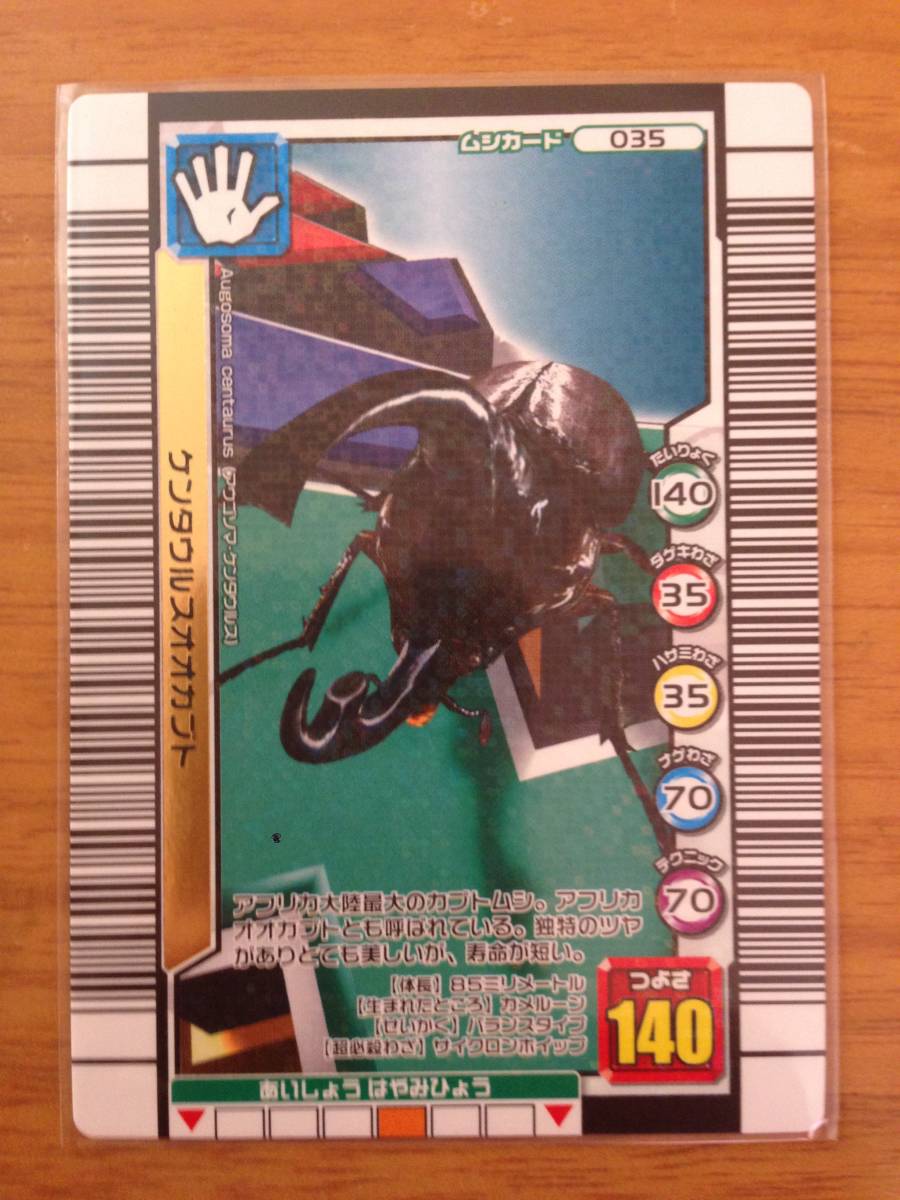 ムシカード 035
ケンタウルスオオカブト
Augosoma centaurus (アウゴソマ・ケンタウルス)
たいりょく
140
ダゲキわざ
35
ハサミわざ
35
ナゲわざ
70
テクニック
70
アフリカ大陸最大のカブトムシ。アフリカ
オオカブトとも呼ばれている。独特のツヤ
がありとても美しいが、寿命が短い。
【体長】85ミリメートル
【生まれたところ】カメルーン
【せいかく】バランスタイプ
【超必殺わざ】サイクロンホイップ
つよさ
140
あいしょう はやみひょう